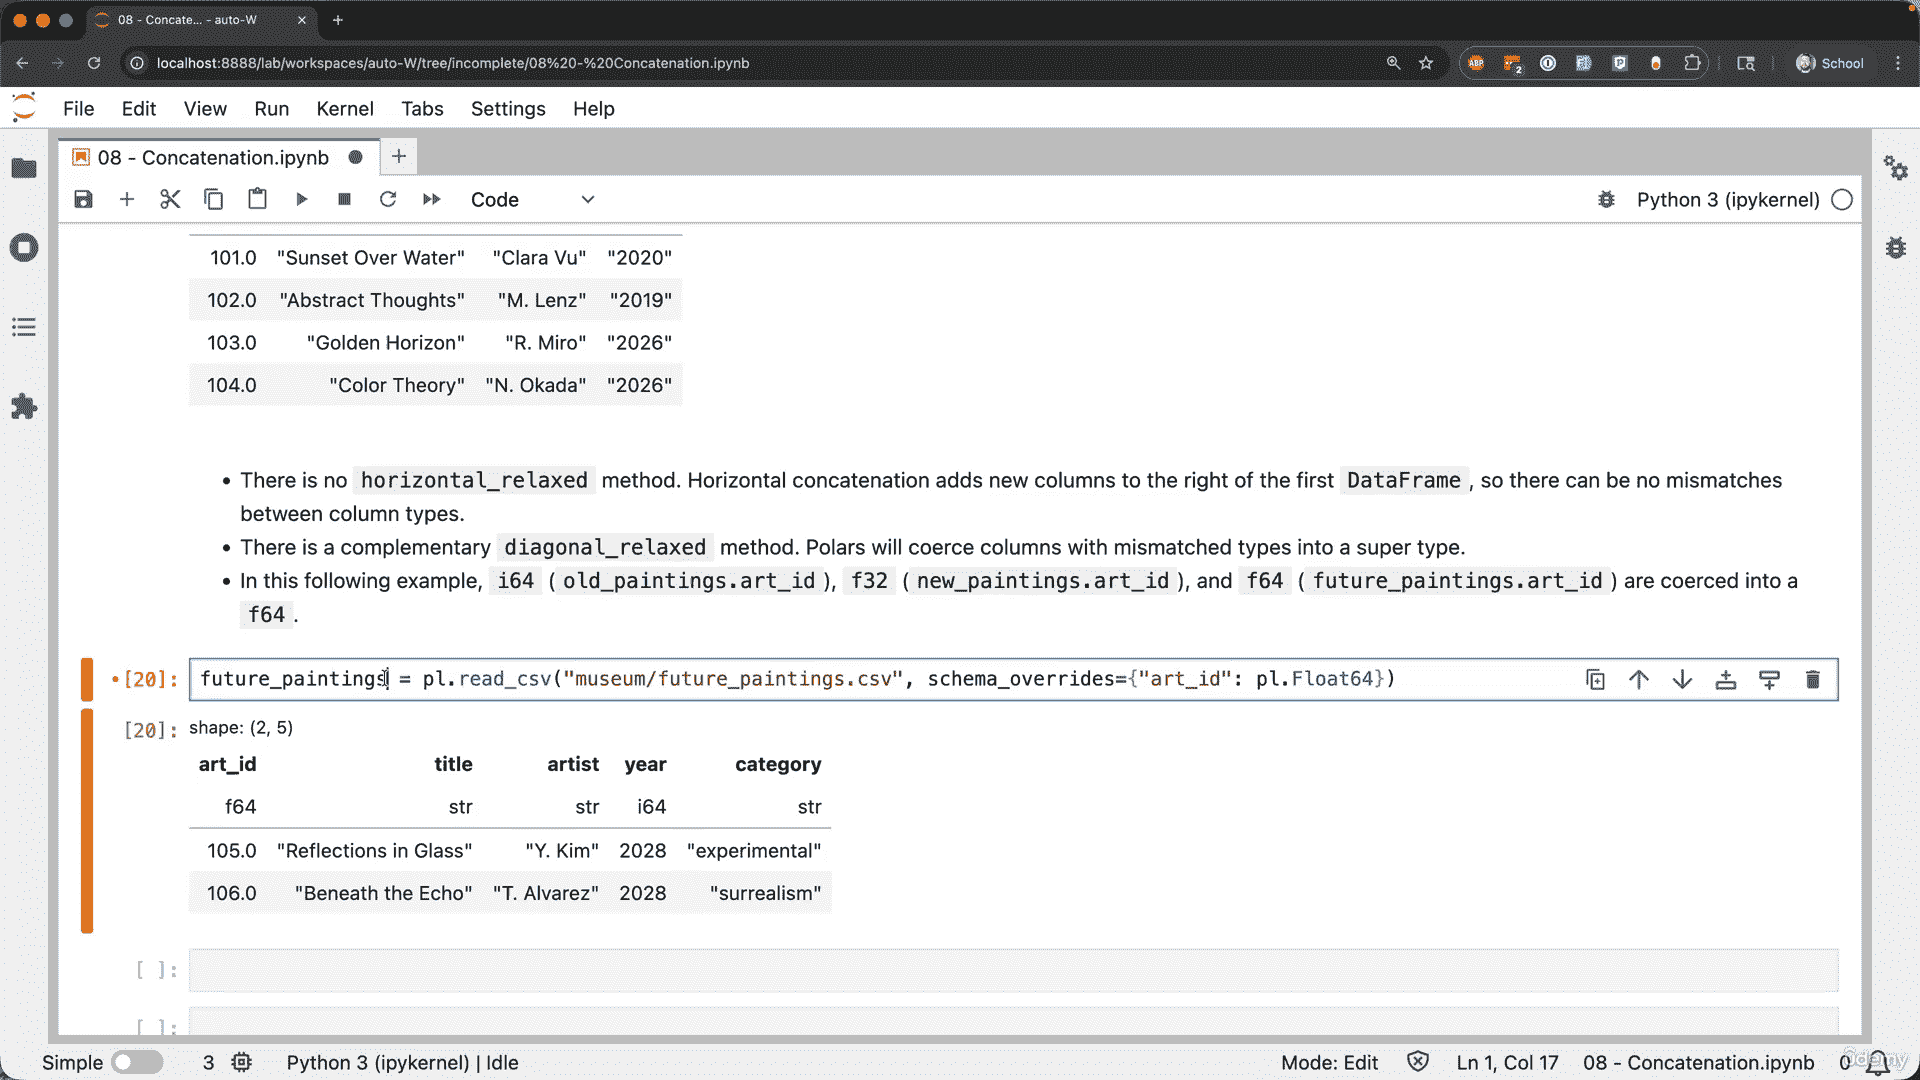 08 - Concate... - auto-W
localhost:8888/lab/workspaces/auto-W/tree/incomplete/08%20-%20Concatenation.ipynb
ABP
2
School
File Edit View Run Kernel Tabs Settings Help
08 - Concatenation.ipynb
Code
Python 3 (ipykernel)
101.0 "Sunset Over Water" "Clara Vu" "2020"
102.0 "Abstract Thoughts" "M. Lenz" "2019"
103.0 "Golden Horizon" "R. Miro" "2026"
104.0 "Color Theory" "N. Okada" "2026"
• There is no horizontal_relaxed method. Horizontal concatenation adds new columns to the right of the first DataFrame , so there can be no mismatches
between column types.
• There is a complementary diagonal_relaxed method. Polars will coerce columns with mismatched types into a super type.
• In this following example, i64 ( old_paintings.art_id ), f32 ( new_paintings.art_id ), and f64 ( future_paintings.art_id ) are coerced into a
f64 .
•[20]: future_paintings = pl.read_csv("museum/future_paintings.csv", schema_overrides={"art_id": pl.Float64})
[20]: shape: (2, 5)
art_id title artist year category
f64 str str i64 str
105.0 "Reflections in Glass" "Y. Kim" 2028 "experimental"
106.0 "Beneath the Echo" "T. Alvarez" 2028 "surrealism"
[ ]:
[ ]:
Simple 3 Python 3 (ipykernel) | Idle Mode: Edit Ln 1, Col 17 08 - Concatenation.ipynb 0
udemy